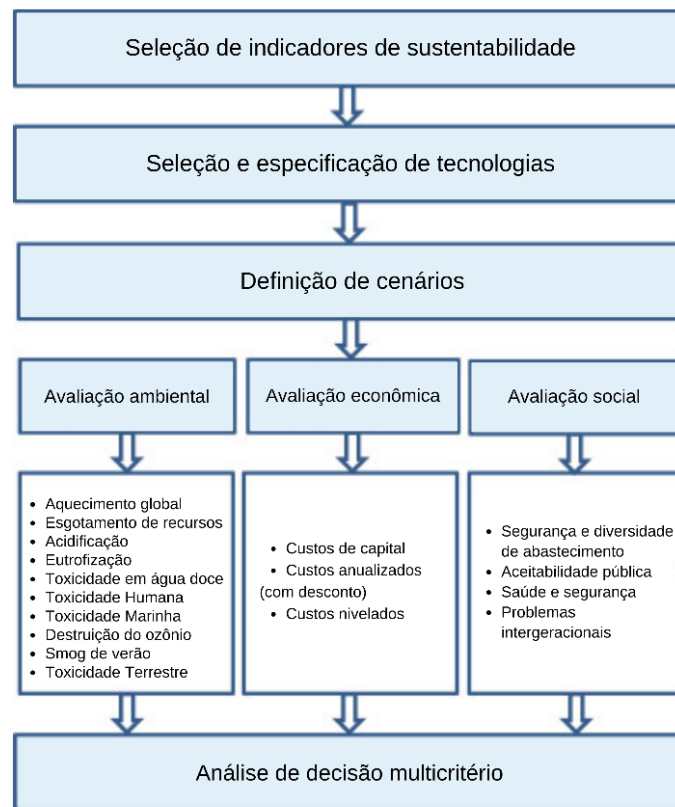 Seleção de indicadores de sustentabilidade
Seleção e especificação de tecnologias
Definição de cenários
Avaliação ambiental
Avaliação econômica
Avaliação social
• Aquecimento global
• Esgotamento de recursos
• Acidificação
• Eutrofização
• Toxicidade em água doce
• Toxicidade Humana
• Toxicidade Marinha
• Destruição do ozônio
• Smog de verão
• Toxicidade Terrestre
• Custos de capital
• Custos anualizados
(com desconto)
• Custos nivelados
• Segurança e diversidade
de abastecimento
• Aceitabilidade pública
• Saúde e segurança
• Problemas
intergeracionais
Análise de decisão multicritério